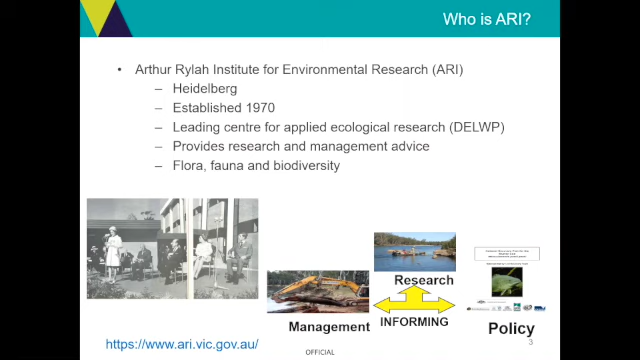 Who is ARI?
• Arthur Rylah Institute for Environmental Research (ARI)
– Heidelberg
– Established 1970
– Leading centre for applied ecological research (DELWP)
– Provides research and management advice
– Flora, fauna and biodiversity
Research
Management
INFORMING
Policy
3
https://www.ari.vic.gov.au/
OFFICIAL